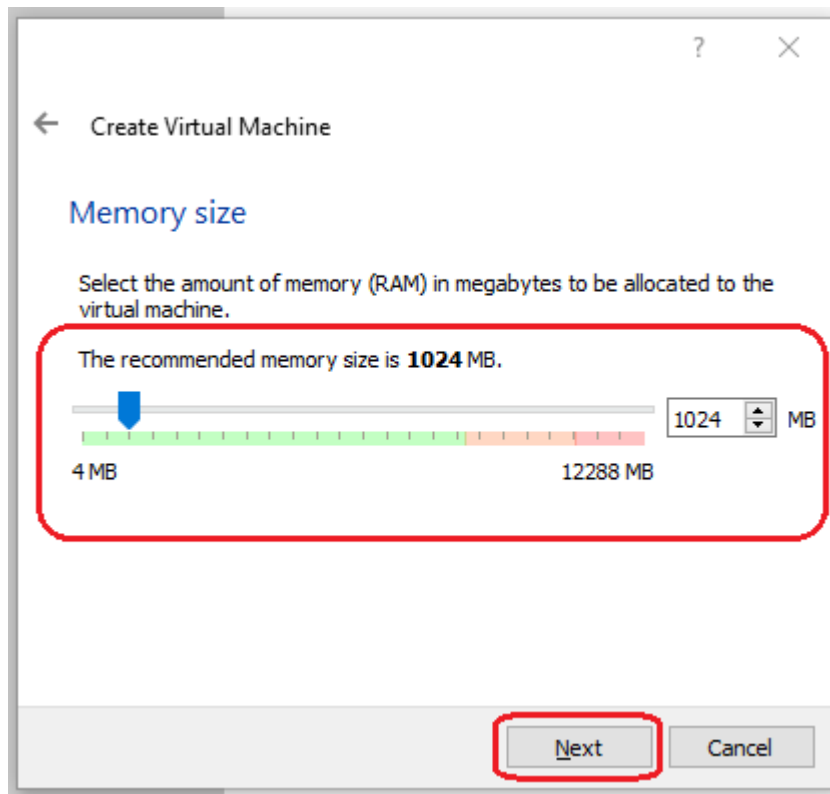 ?
Create Virtual Machine
Memory size
Select the amount of memory (RAM) in megabytes to be allocated to the
virtual machine.
The recommended memory size is 1024 MB.
1024 MB
4 MB 12288 MB
Next Cancel